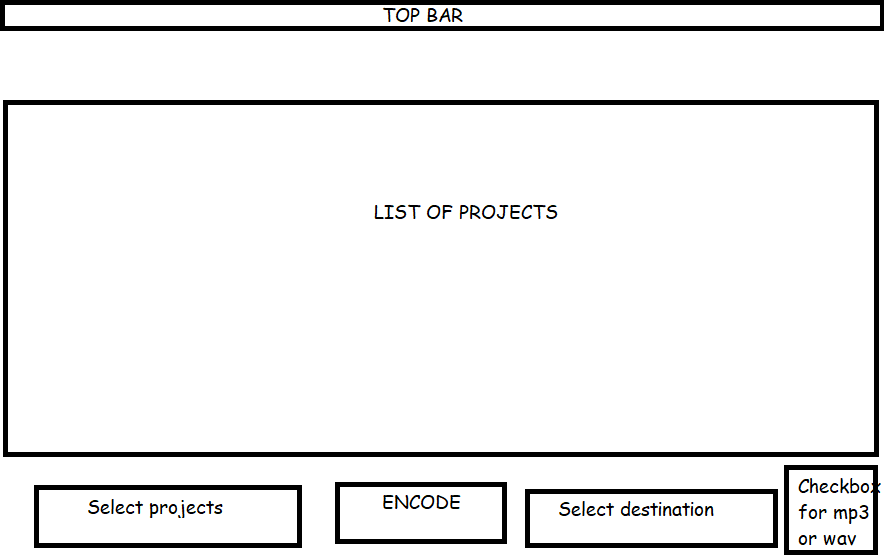 TOP BAR
LIST OF PROJECTS
Select projects
ENCODE
Select destination
Checkbox
for mp3
or wav